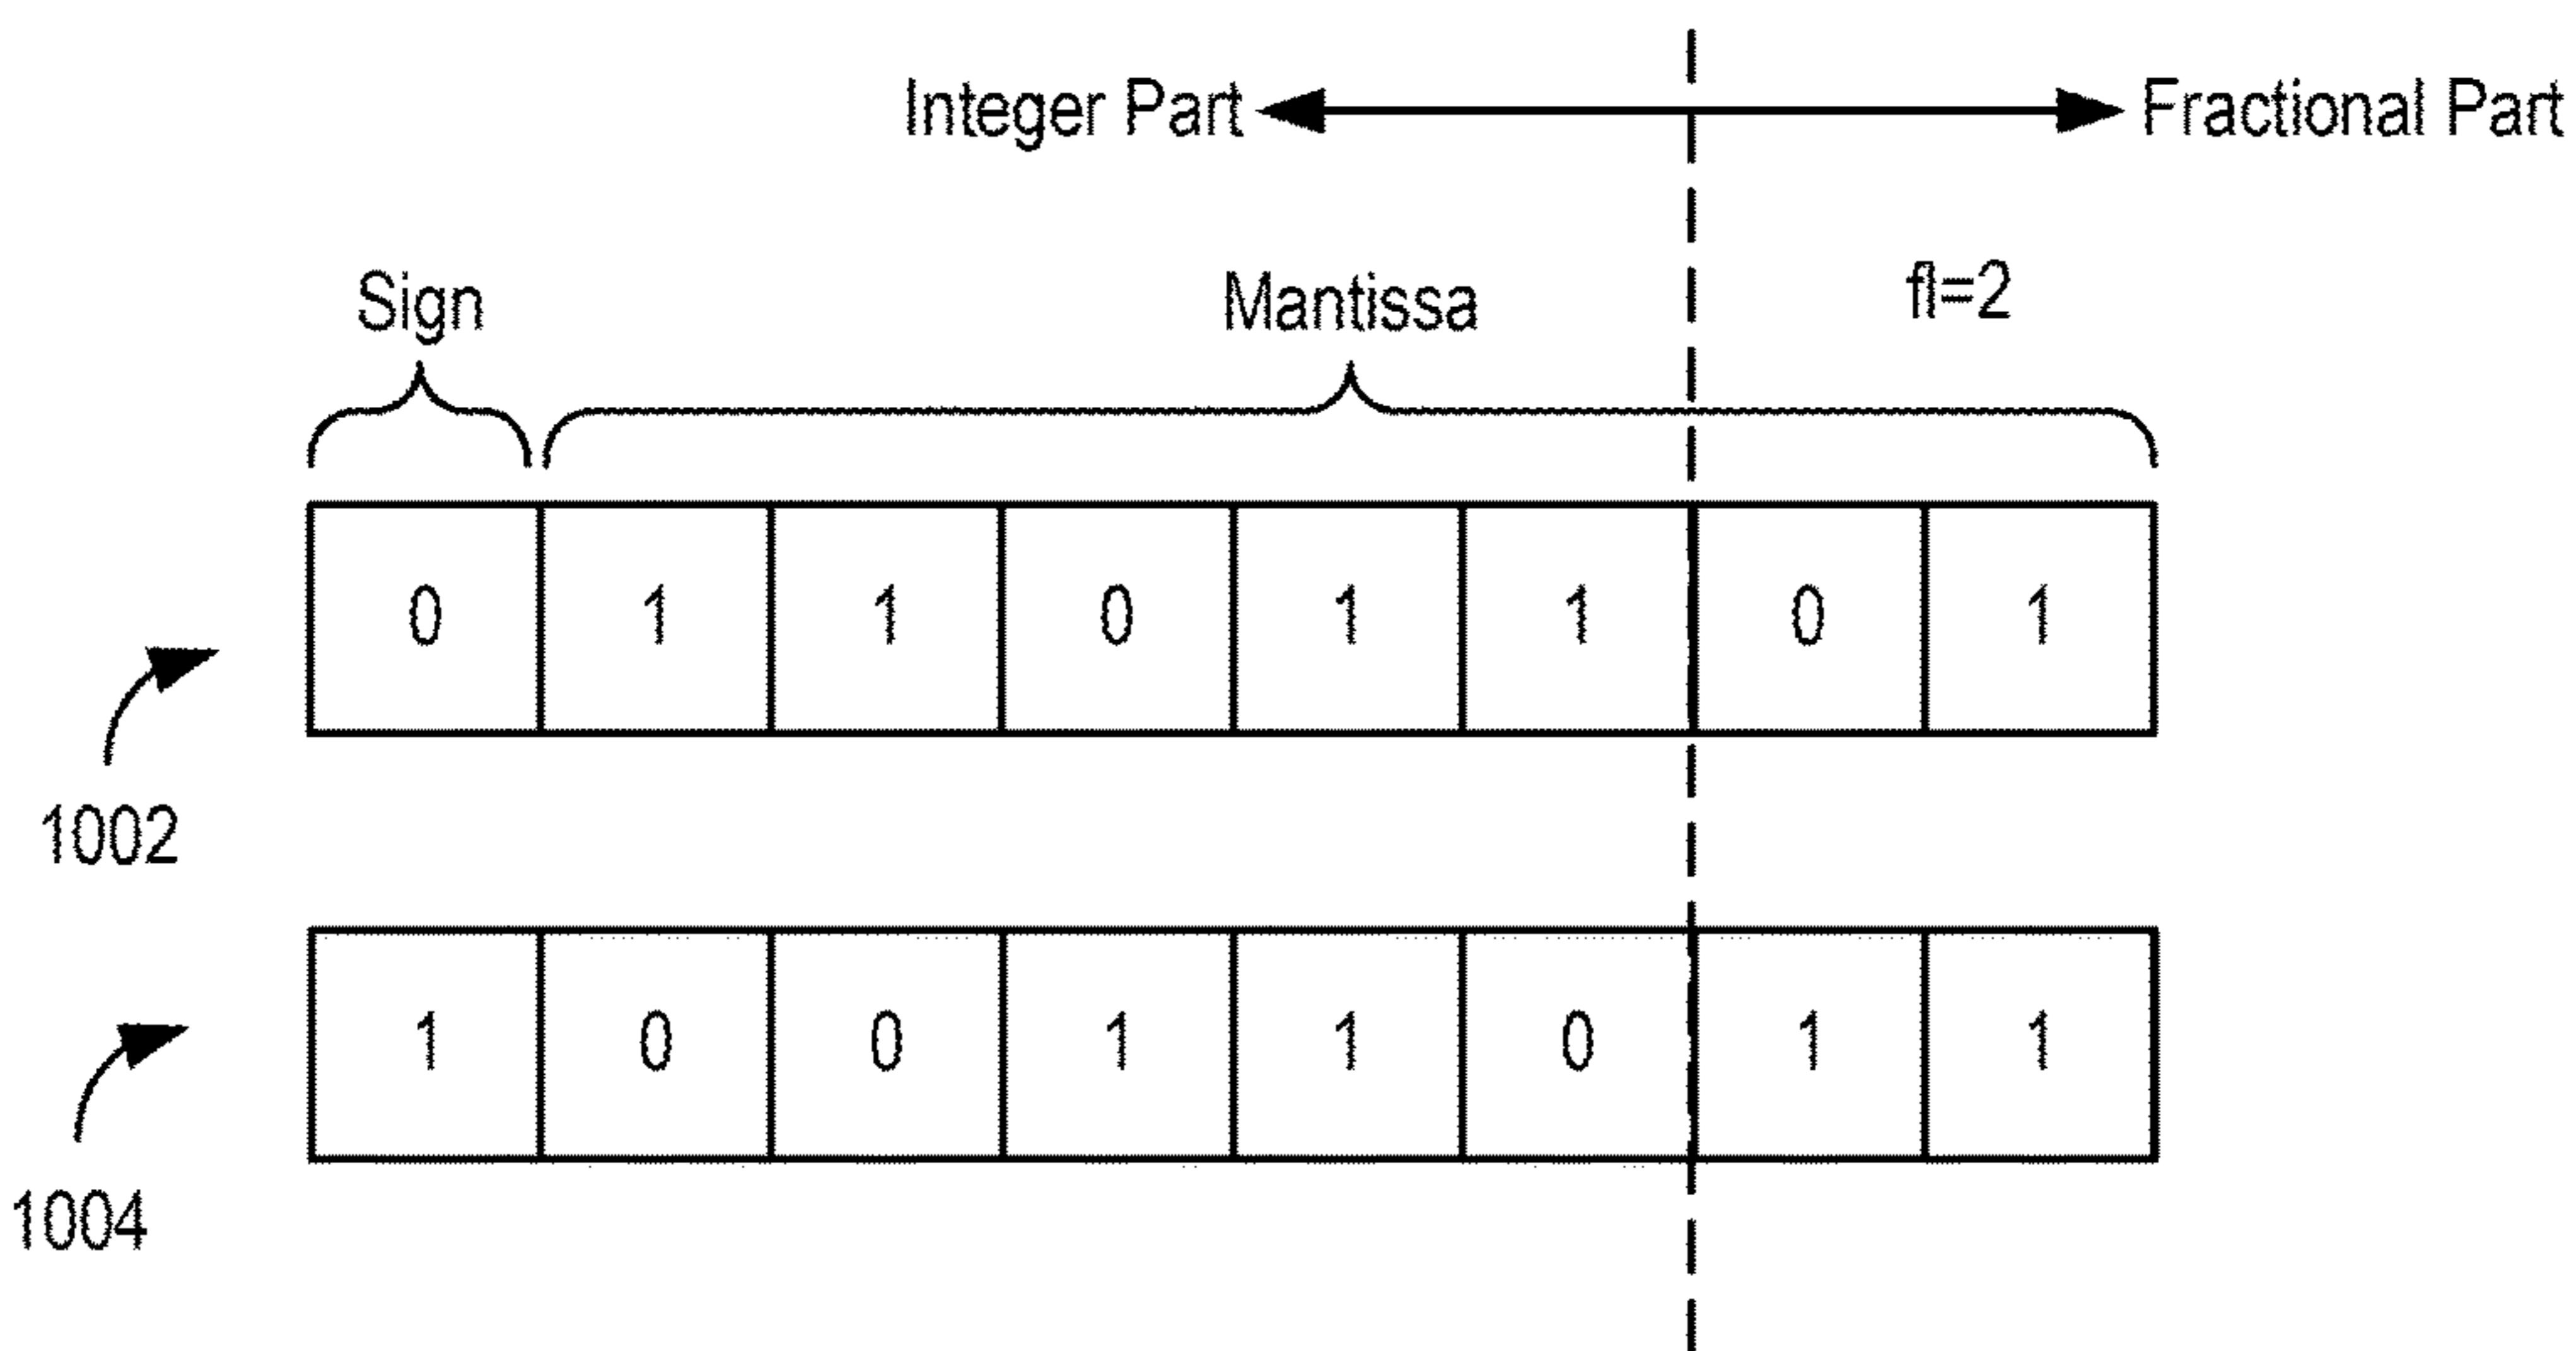 Integer Part Fractional Part
Sign Mantissa fl=2
0 1 1 0 1 1 0 1
1002
1 0 0 1 1 0 1 1
1004